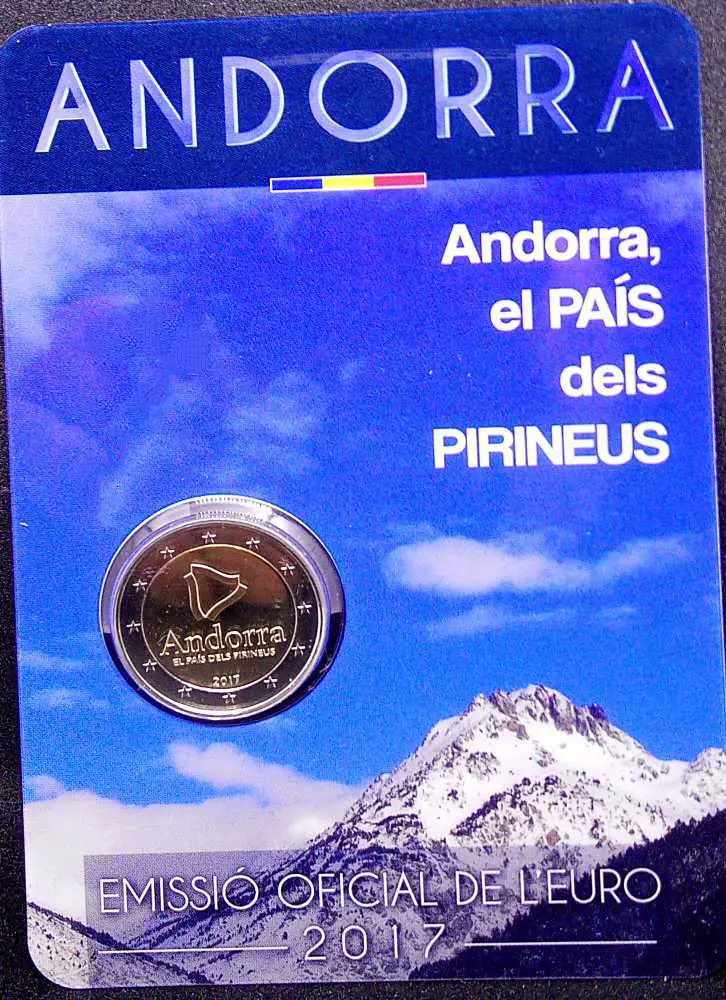 ANDORRA
Andorra,
el PAÍS
dels
PIRINEUS
Andorra
EL PAÍS DELS PIRINEUS
2017
EMISSIÓ OFICIAL DE L'EURO
2017